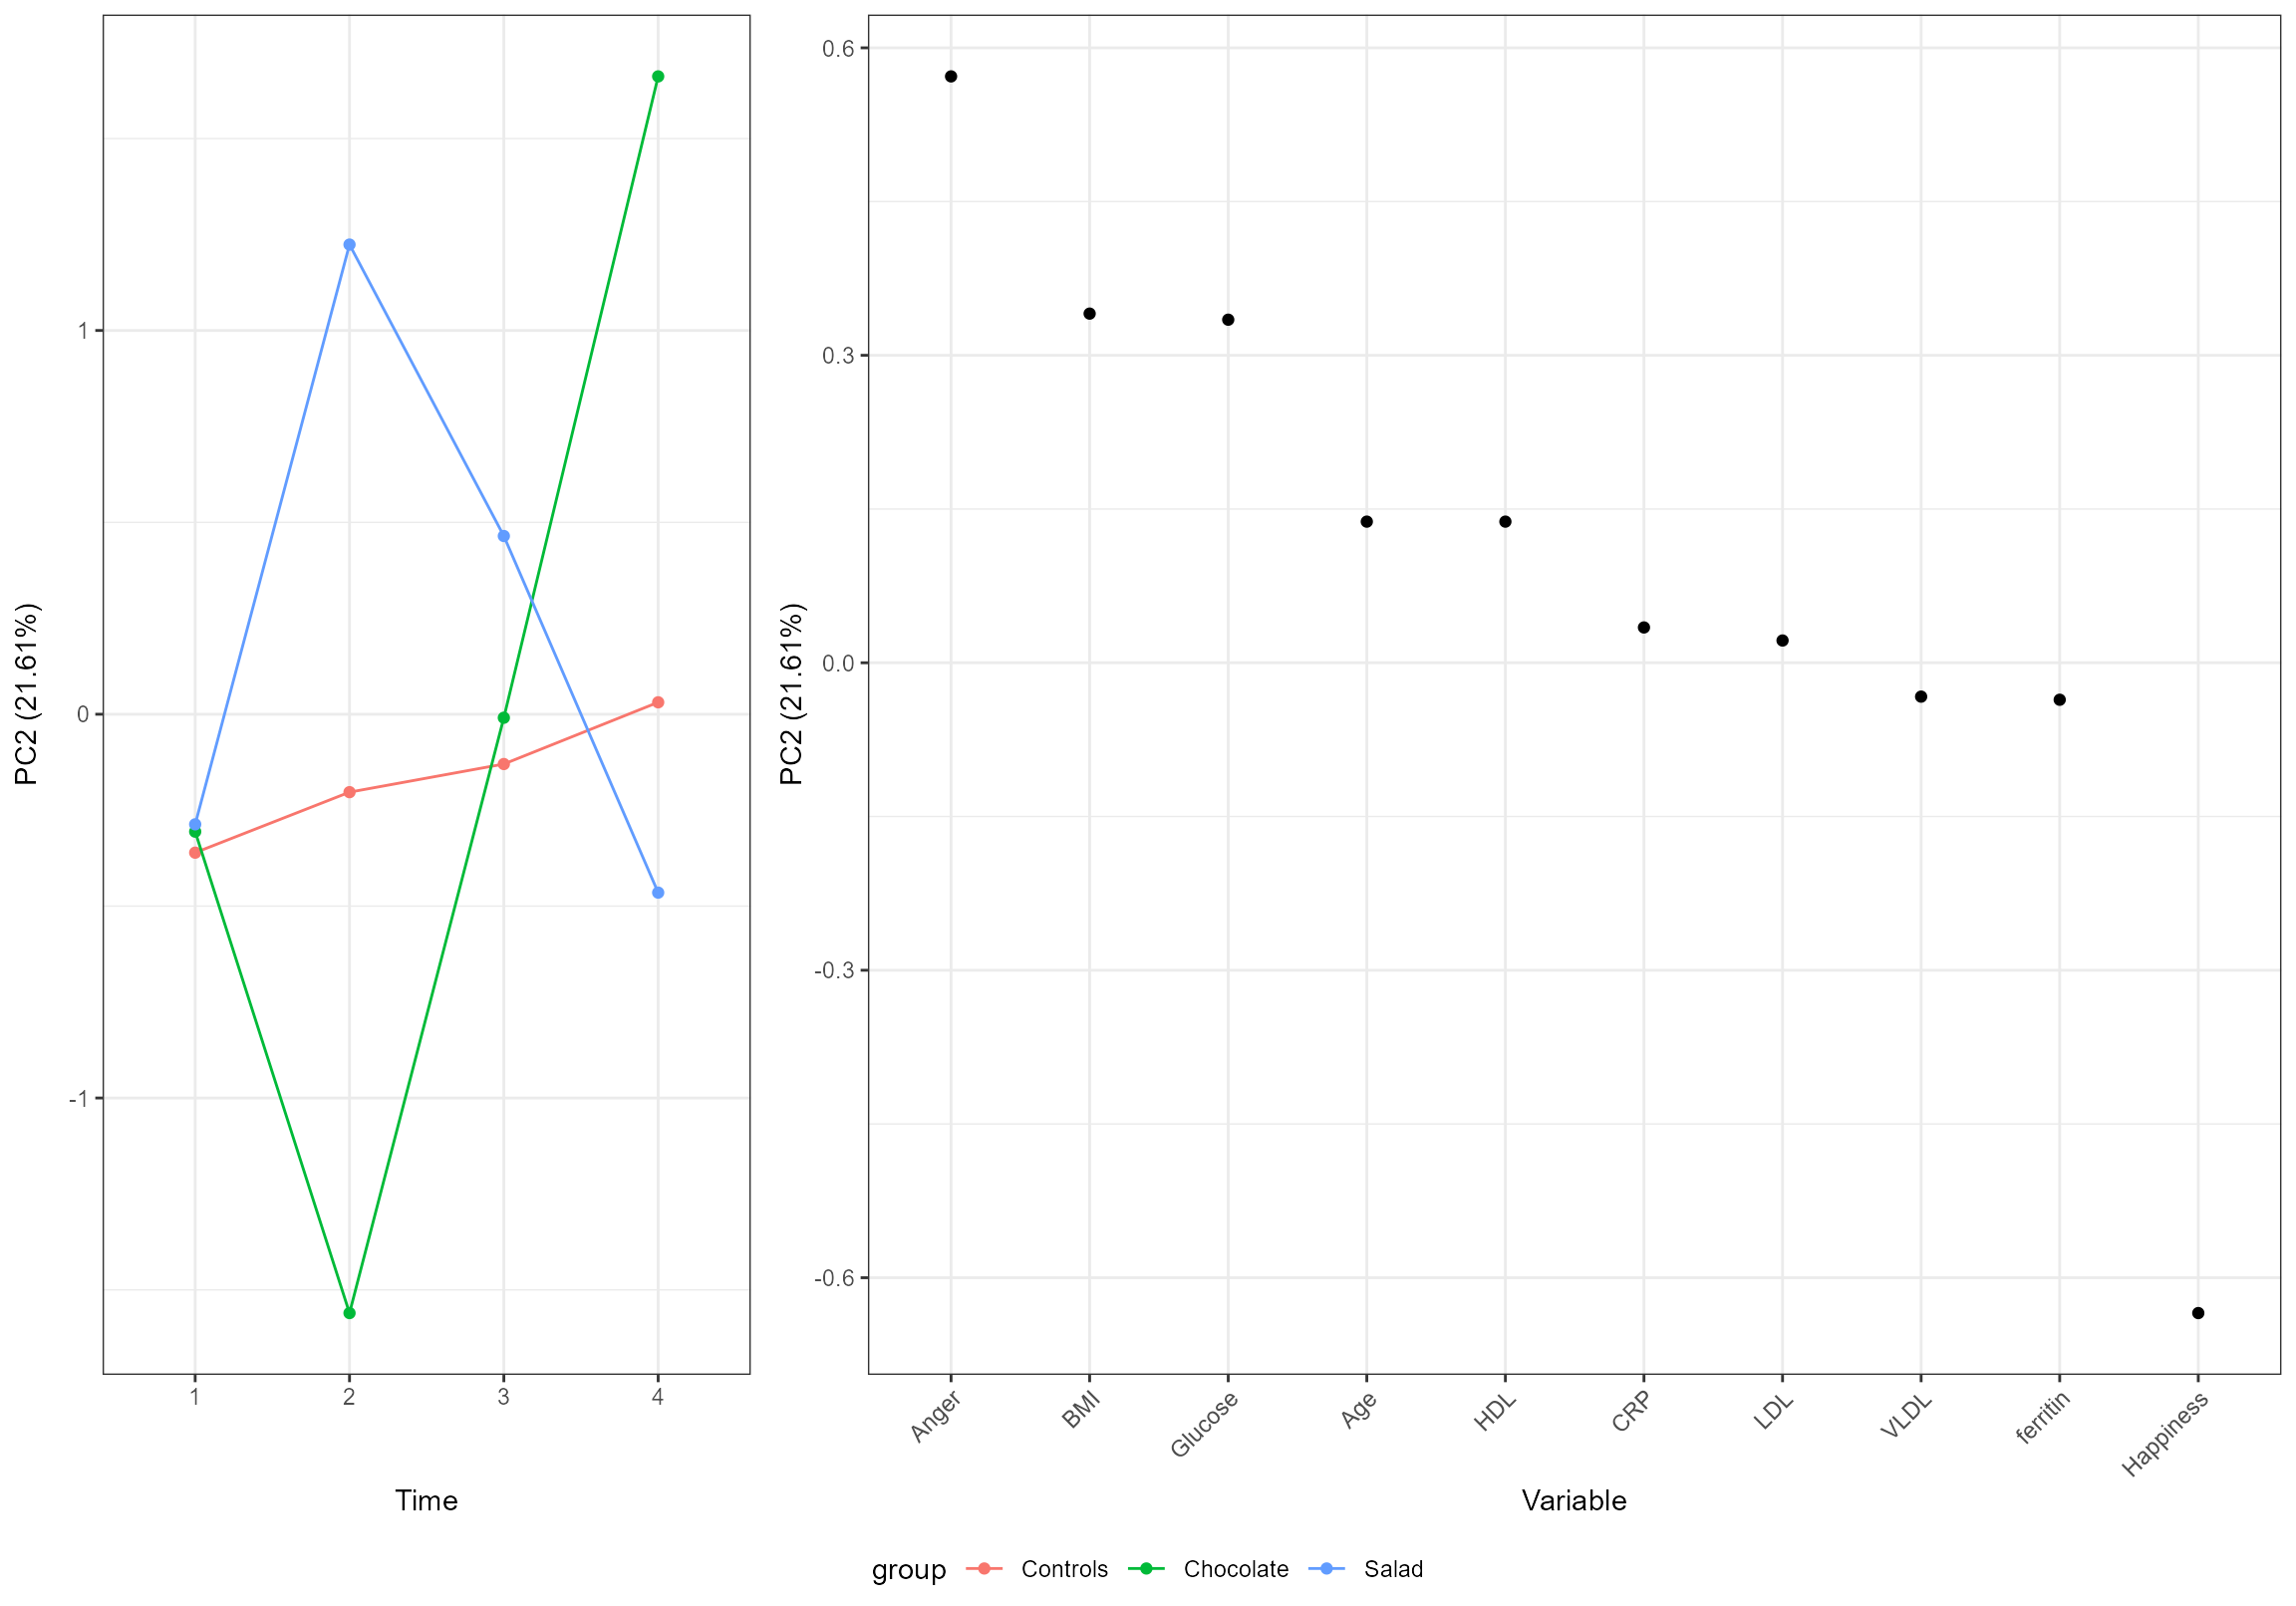 PC2 (21.61%)
1
0
-1
1 2 3 4
Time
PC2 (21.61%)
0.6
0.3
0.0
-0.3
-0.6
Anger BMI Glucose Age HDL CRP LDL VLDL ferritin Happiness
Variable
group Controls Chocolate Salad